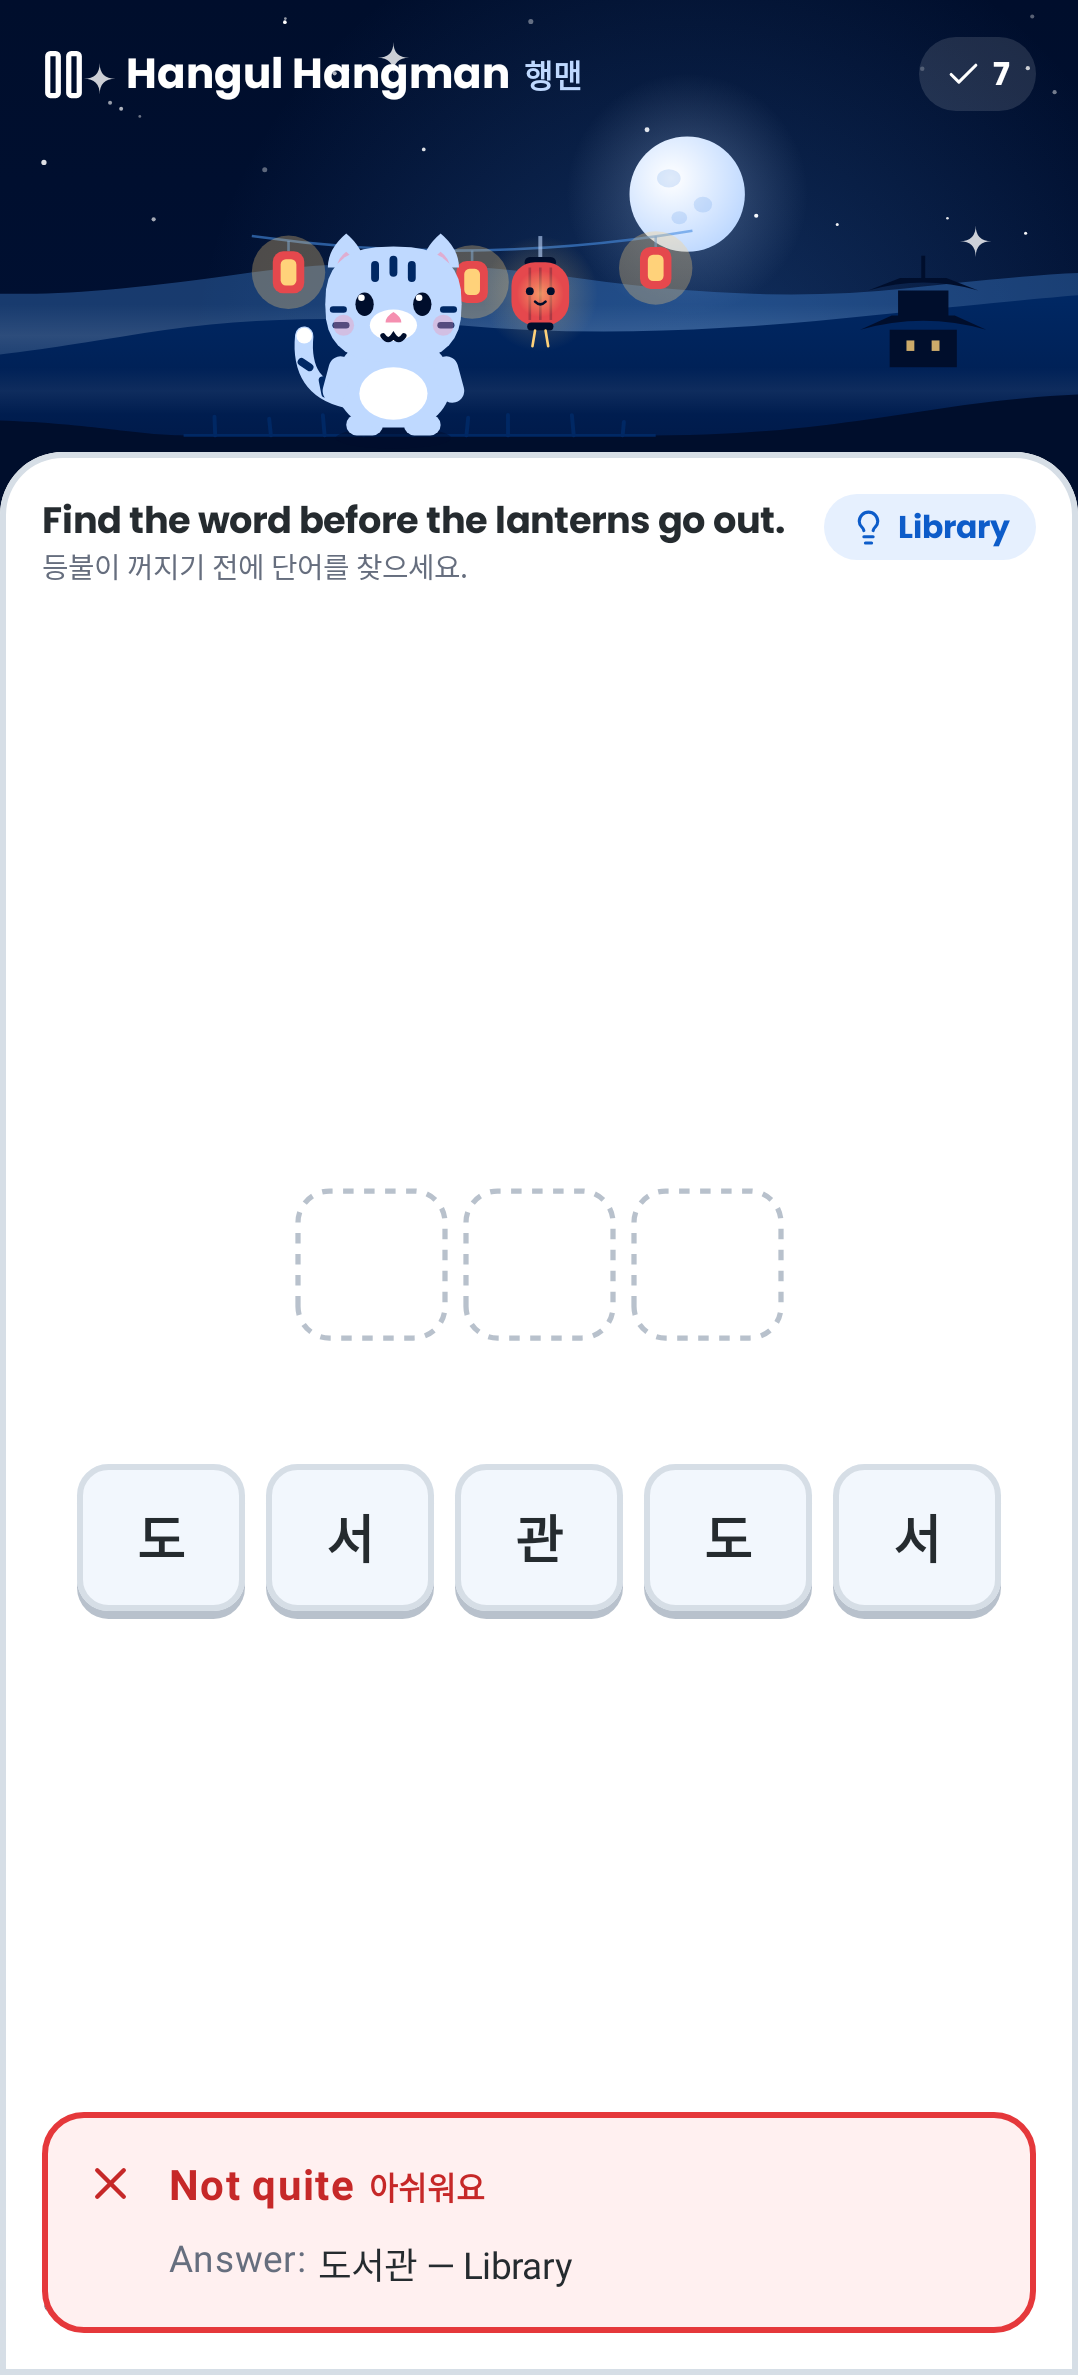 Hangul Hangman 행맨
7
Find the word before the lanterns go out.
등불이 꺼지기 전에 단어를 찾으세요.
Library
도 서 관 도 서
Not quite 아쉬워요
Answer: 도서관 – Library